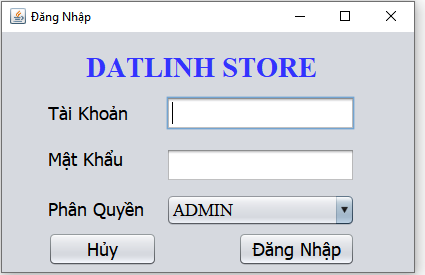 Đăng Nhập
DATLINH STORE
Tài Khoản
Mật Khẩu
Phân Quyền ADMIN
Hủy Đăng Nhập